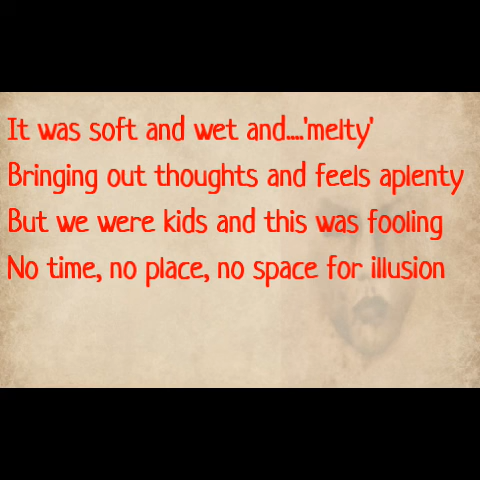 It was soft and wet and....'melty'
Bringing out thoughts and feels aplenty
But we were kids and this was fooling
No time, no place, no space for illusion